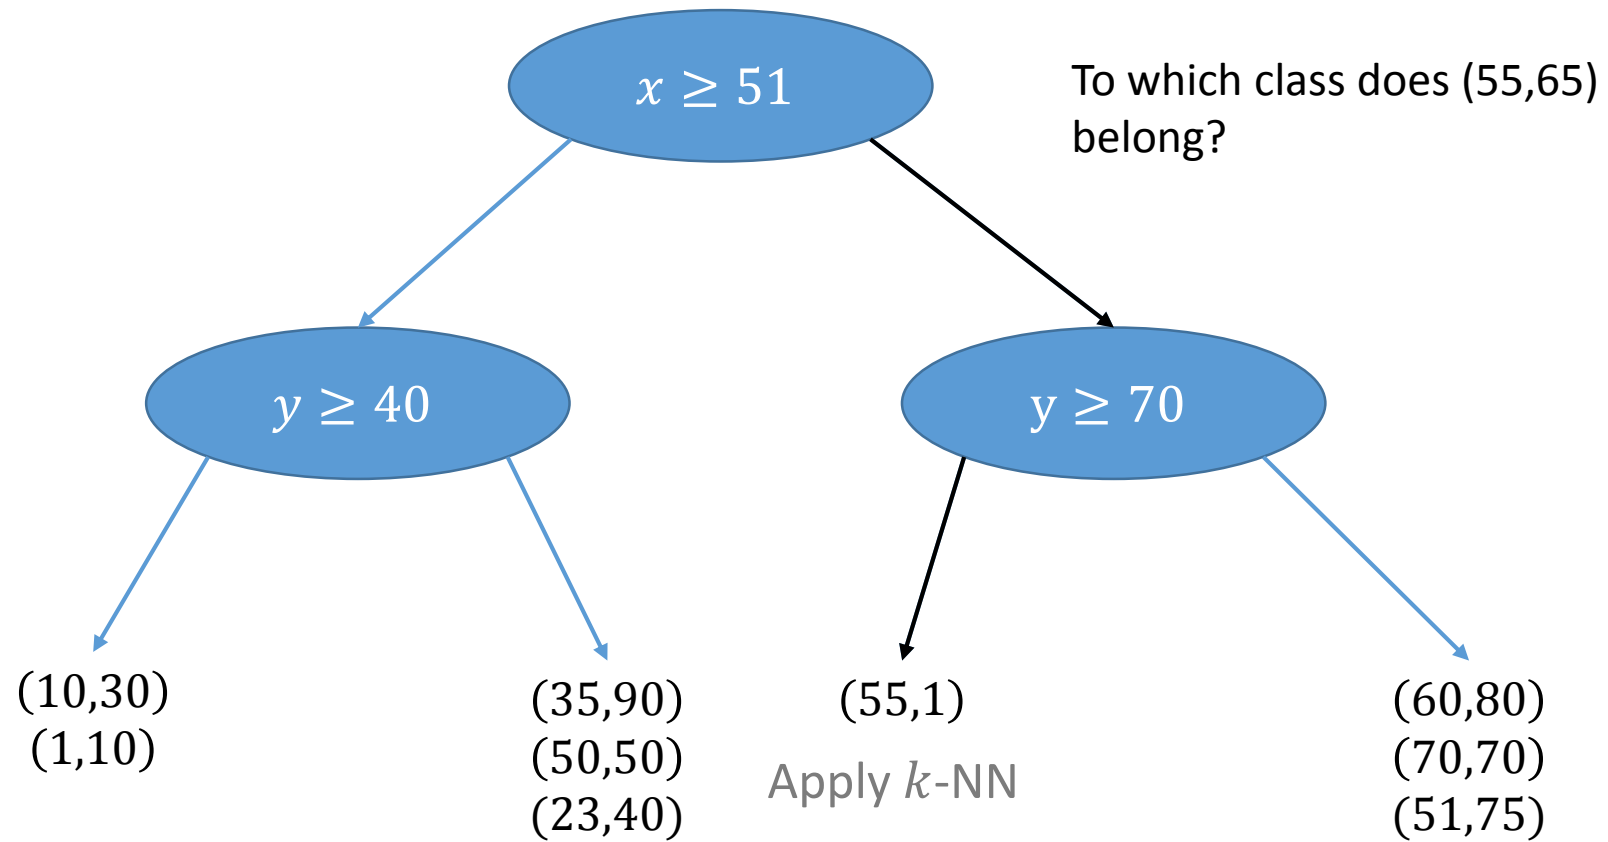 x ≥ 51
To which class does (55,65)
belong?
y ≥ 40
y ≥ 70
(10,30)
(1,10)
(35,90)
(50,50)
(23,40)
(55,1)
Apply k-NN
(60,80)
(70,70)
(51,75)